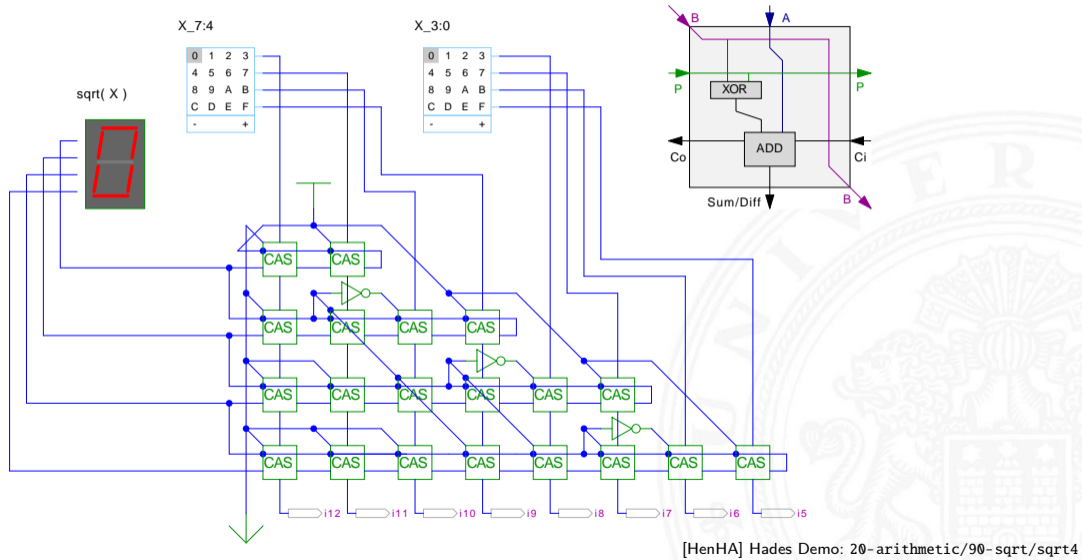 X_7:4
X_3:0
B
A
0 1 2 3
4 5 6 7
8 9 A B
C D E F
- +
0 1 2 3
4 5 6 7
8 9 A B
C D E F
- +
P
P
XOR
sqrt( X )
ADD
Co
Ci
Sum/Diff
B
CAS CAS
CAS CAS CAS CAS
CAS CAS CAS CAS CAS CAS
CAS CAS CAS CAS CAS CAS CAS CAS
i12 i11 i10 i9 i8 i7 i6 i5
[HenHA] Hades Demo: 20-arithmetic/90-sqrt/sqrt4